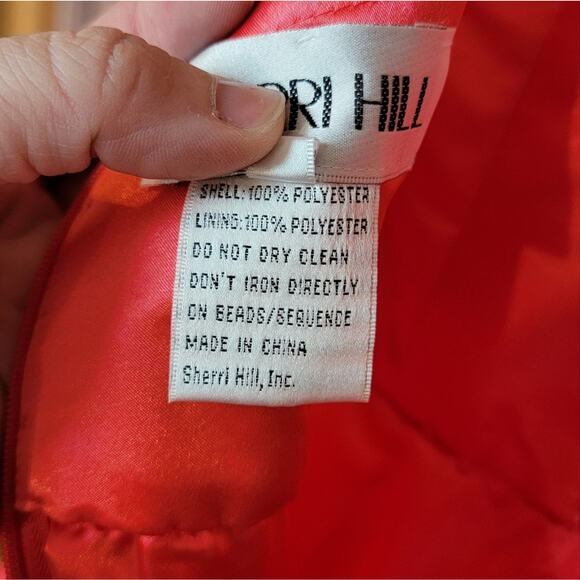 RI HILL
SHELL:100% POLYESTER
LINING:100% POLYESTER
DO NOT DRY CLEAN
DON'T IRON DIRECTLY
ON BEADS/SEQUENCE
MADE IN CHINA
Sherri Hill, Inc.